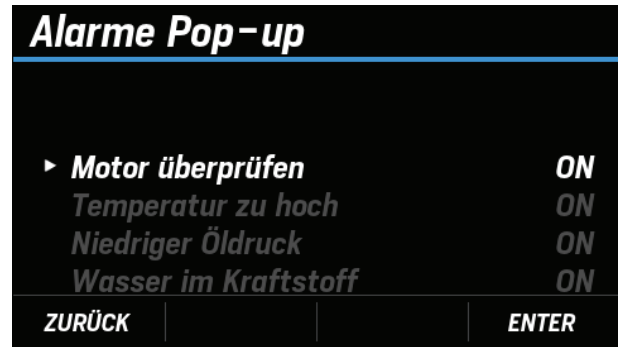 Alarme Pop-up
▸ Motor überprüfen ON
Temperatur zu hoch ON
Niedriger Öldruck ON
Wasser im Kraftstoff ON
ZURÜCK ENTER